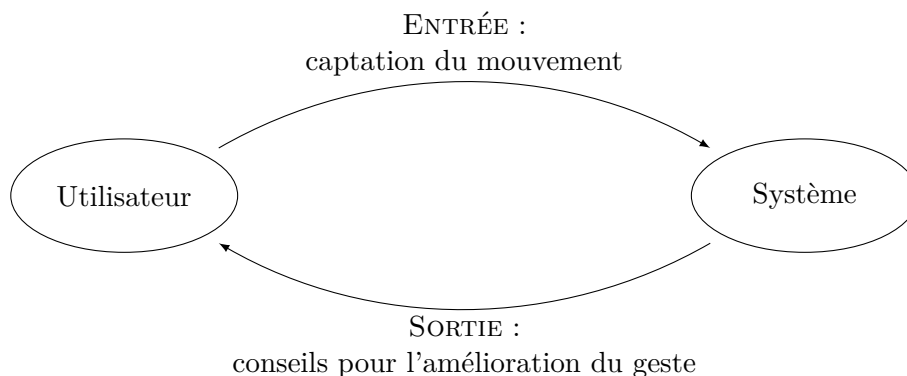 ENTRÉE :
captation du mouvement
Utilisateur
Système
SORTIE :
conseils pour l'amélioration du geste